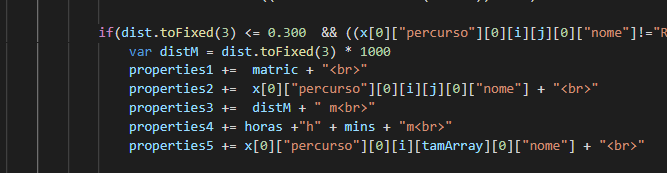 if(dist.toFixed(3) <= 0.300  && ((x[0]["percurso"][0][i][j][0]["nome"]!="R
var distM = dist.toFixed(3) * 1000
properties1 +=  matric + "<br>"
properties2 +=  x[0]["percurso"][0][i][j][0]["nome"] + "<br>"
properties3 +=  distM + " m<br>"
properties4 += horas +"h" + mins + "m<br>"
properties5 += x[0]["percurso"][0][i][tamArray][0]["nome"] + "<br>"